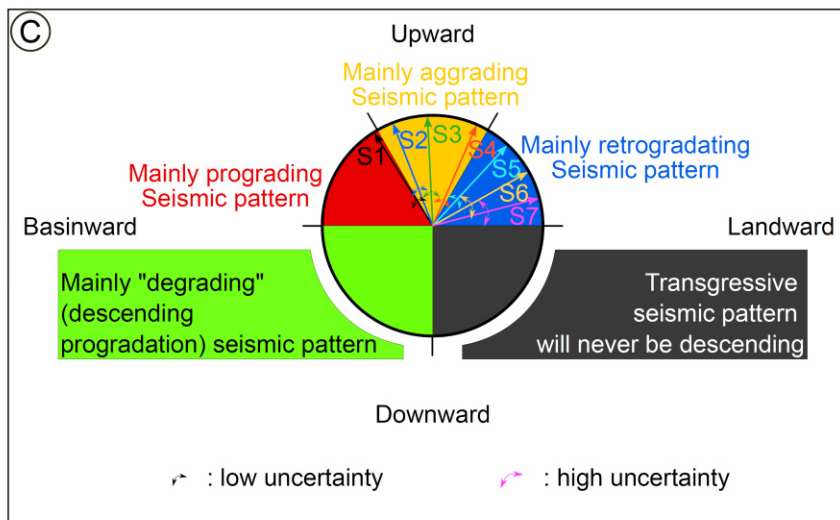 C
Upward
Mainly aggrading
Seismic pattern
S1
S2
S3
S4
S5
S6
S7
Mainly prograding
Seismic pattern
Mainly retrogradating
Seismic pattern
Basinward
Landward
Mainly "degrading"
(descending
progradation) seismic pattern
Transgressive
seismic pattern
will never be descending
Downward
: low uncertainty
: high uncertainty